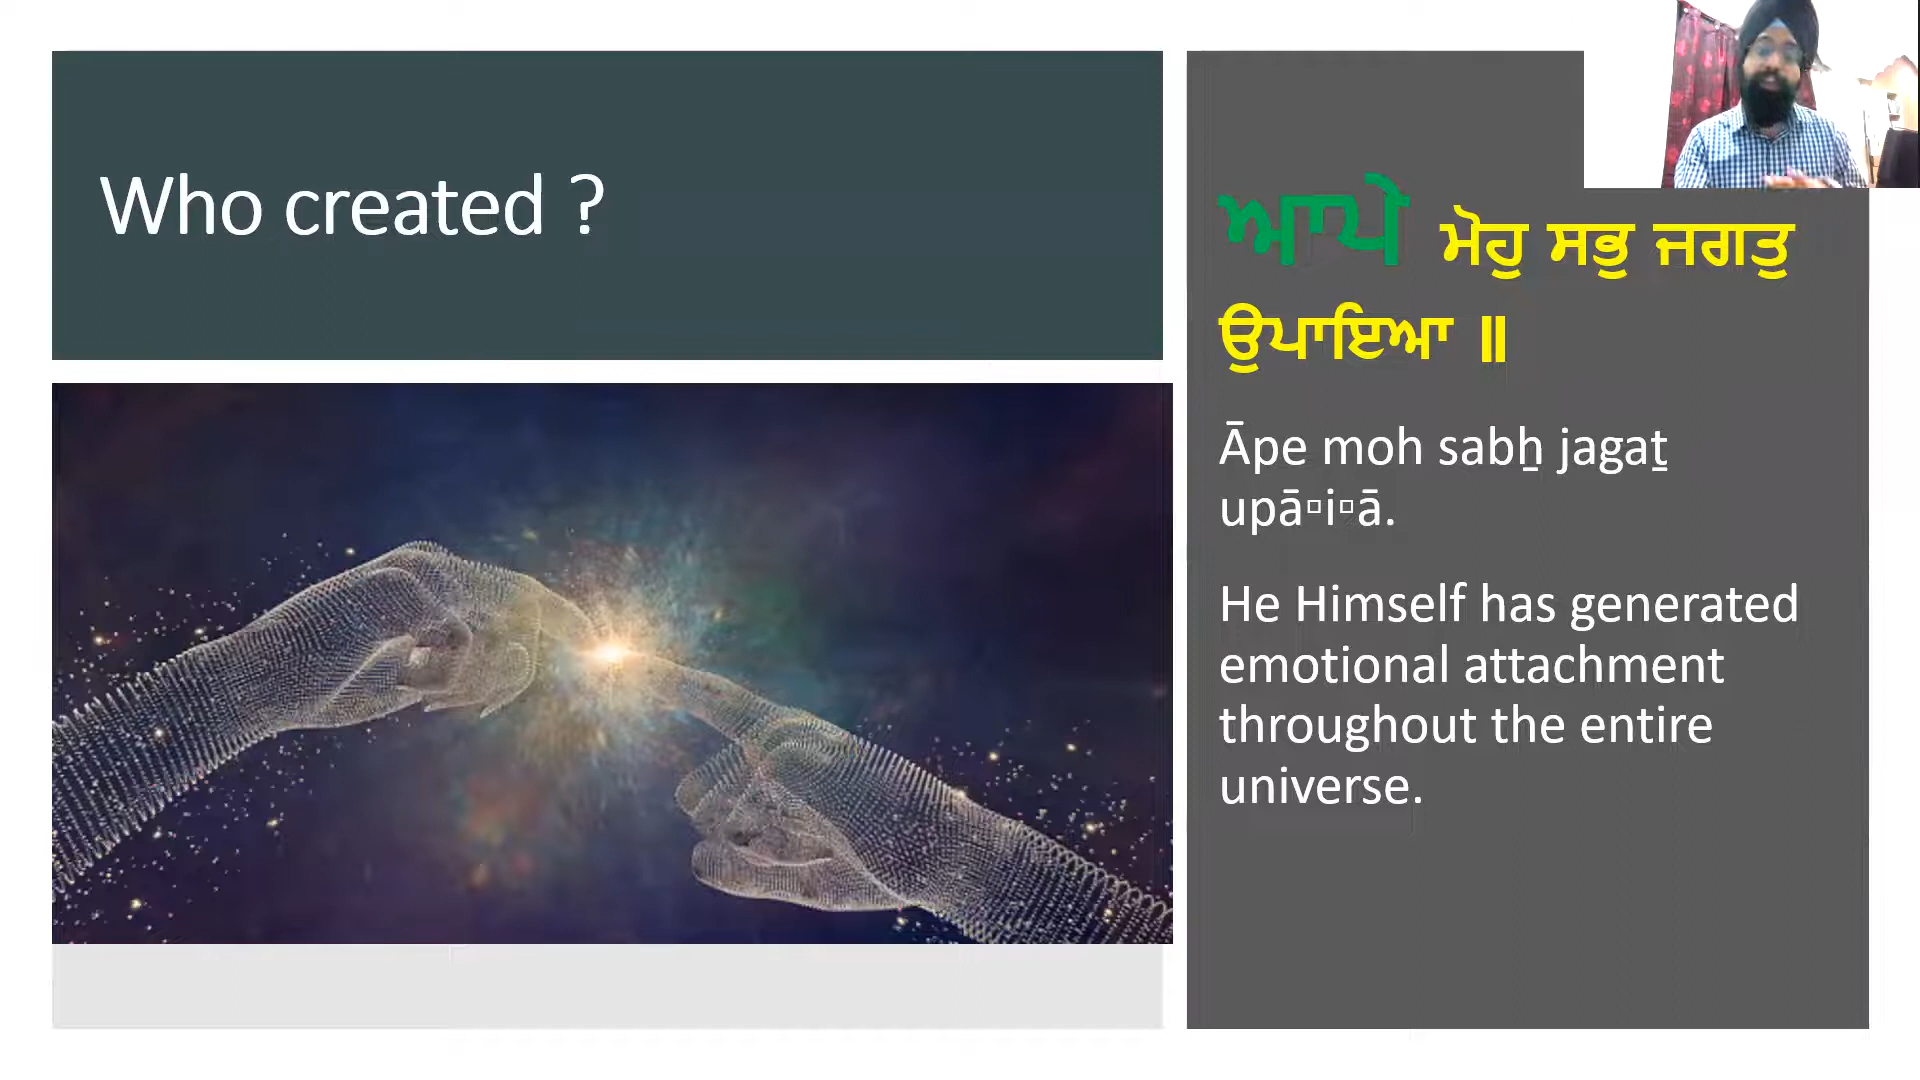 Who created ?
ਆਪੇ ਮੋਹੁ ਸਭੁ ਜਗਤੁ
ਉਪਾਇਆ ॥
Āpe moh sabẖ jagaṯ
upā▫i▫ā.
He Himself has generated
emotional attachment
throughout the entire
universe.